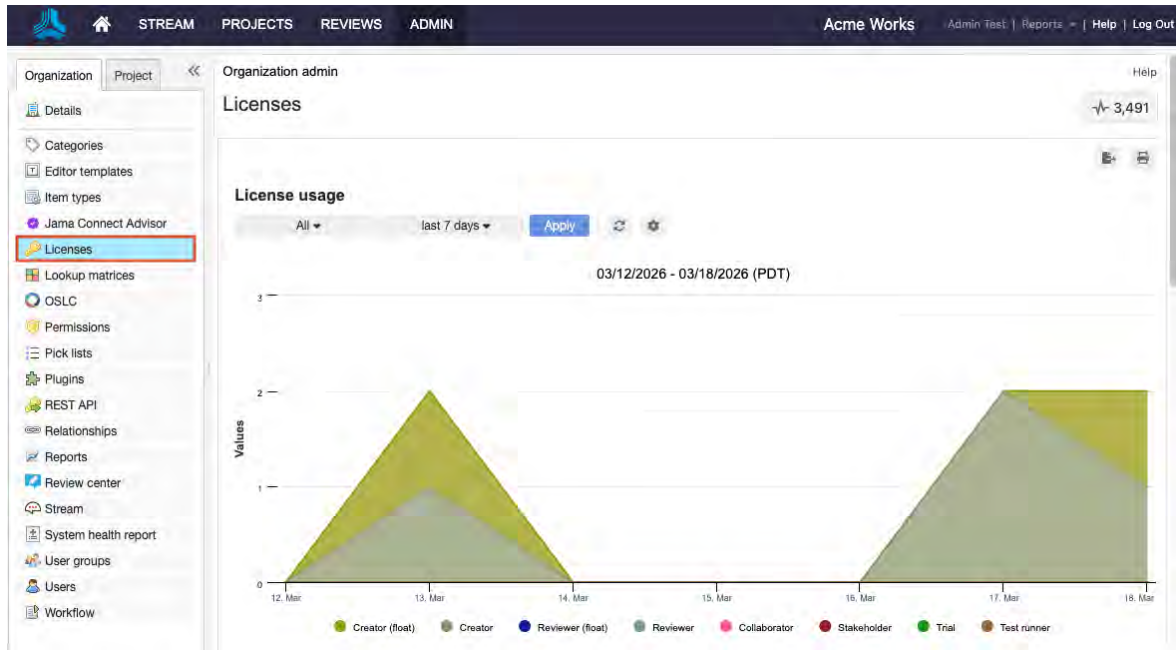 STREAM PROJECTS REVIEWS ADMIN Acme Works Admin Test | Reports | Help | Log Out
Organization Project
Organization admin Help
Details
Licenses 3,491
Categories
Editor templates
Item types
License usage
Jama Connect Advisor
All last 7 days Apply
Licenses
Lookup matrices
03/12/2026 - 03/18/2026 (PDT)
OSLC
3
Permissions
Pick lists
Plugins
2
REST API
Relationships
Values
Reports
Review center
1
Stream
System health report
User groups
Users
0
12. Mar 13. Mar 14. Mar 15. Mar 16. Mar 17. Mar 18. Mar
Workflow
Creator (float) Creator Reviewer (float) Reviewer Collaborator Stakeholder Trial Test runner